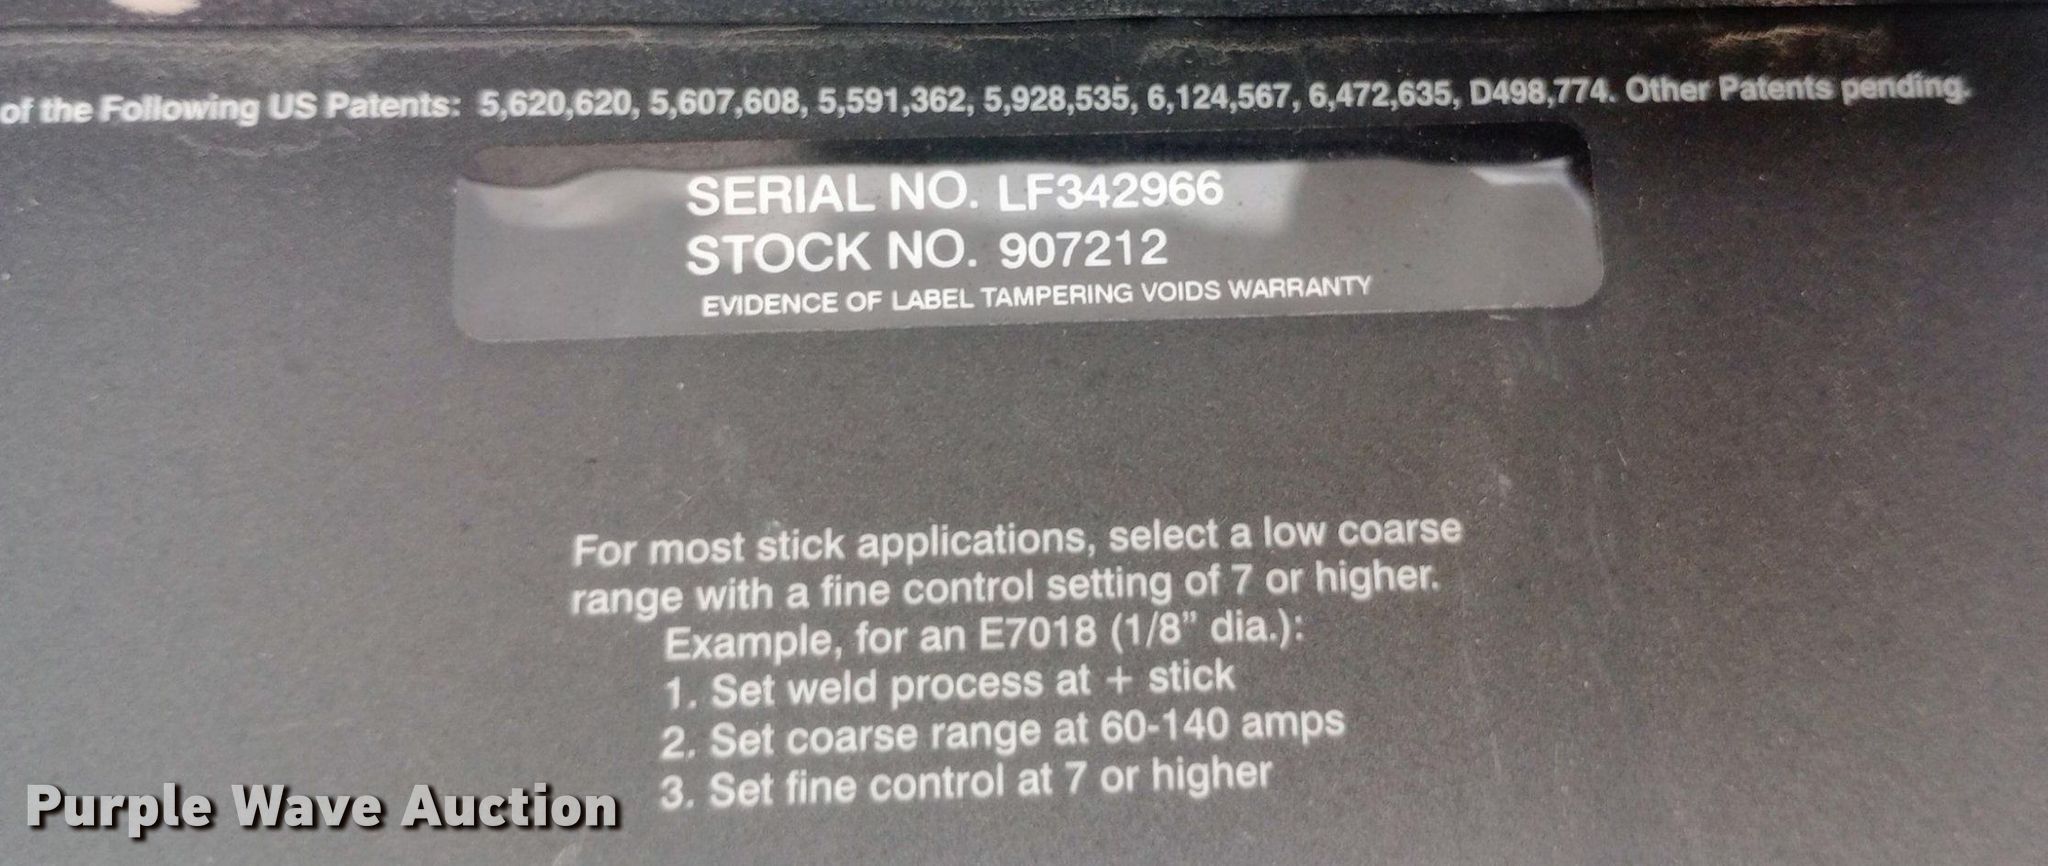 of the Following US Patents: 5,620,620, 5,607,608, 5,591,362, 5,928,535, 6,124,567, 6,472,635, D498,774. Other Patents pending.
SERIAL NO. LF342966
STOCK NO. 907212
EVIDENCE OF LABEL TAMPERING VOIDS WARRANTY
For most stick applications, select a low coarse
range with a fine control setting of 7 or higher.
Example, for an E7018 (1/8” dia.):
1. Set weld process at + stick
2. Set coarse range at 60-140 amps
3. Set fine control at 7 or higher
Purple Wave Auction